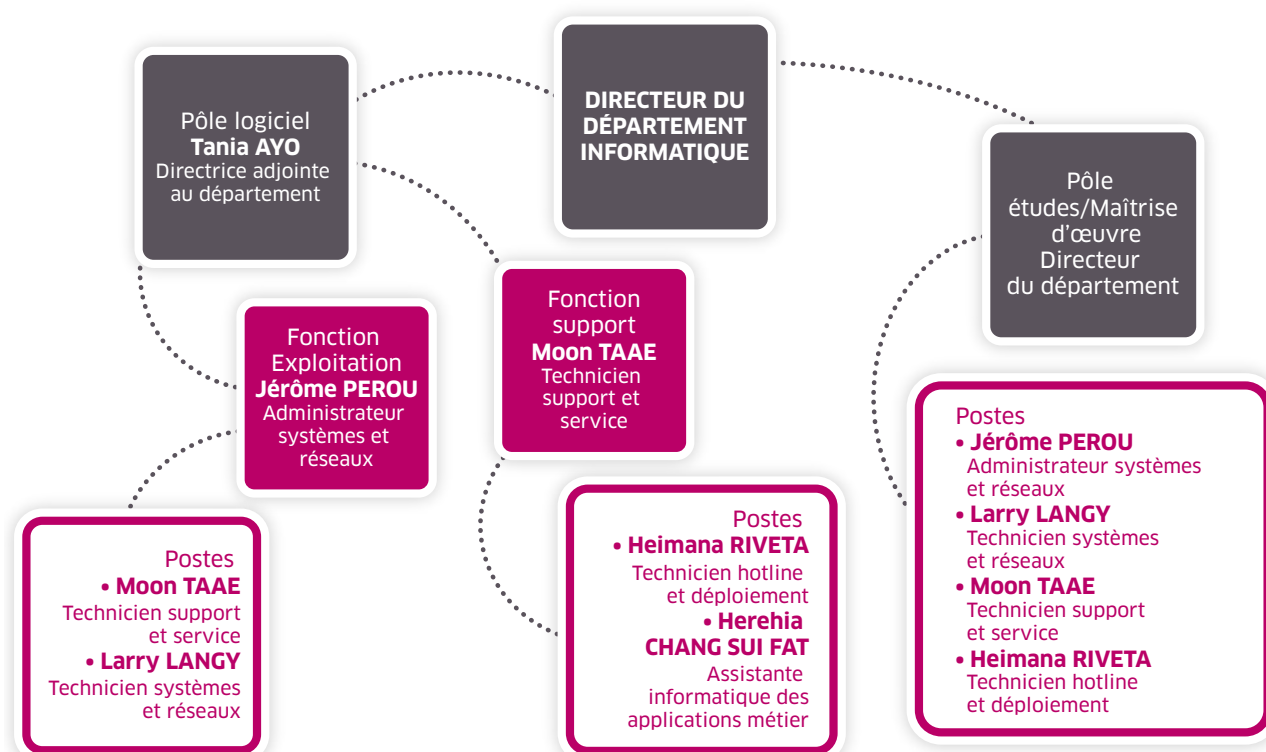 DIRECTEUR DU
DÉPARTEMENT
INFORMATIQUE
Pôle logiciel
Tania AYO
Directrice adjointe
au département
Pôle
études/Maîtrise
d'œuvre
Directeur
du département
Fonction
Exploitation
Jérôme PEROU
Administrateur
systèmes et
réseaux
Fonction
support
Moon TAAE
Technicien
support et
service
Postes
• Moon TAAE
Technicien support
et service
• Larry LANGY
Technicien systèmes
et réseaux
Postes
• Heimana RIVETA
Technicien hotline
et déploiement
• Herehia
CHANG SUI FAT
Assistante
informatique des
applications métier
Postes
• Jérôme PEROU
Administrateur systèmes
et réseaux
• Larry LANGY
Technicien systèmes
et réseaux
• Moon TAAE
Technicien support
et service
• Heimana RIVETA
Technicien hotline
et déploiement